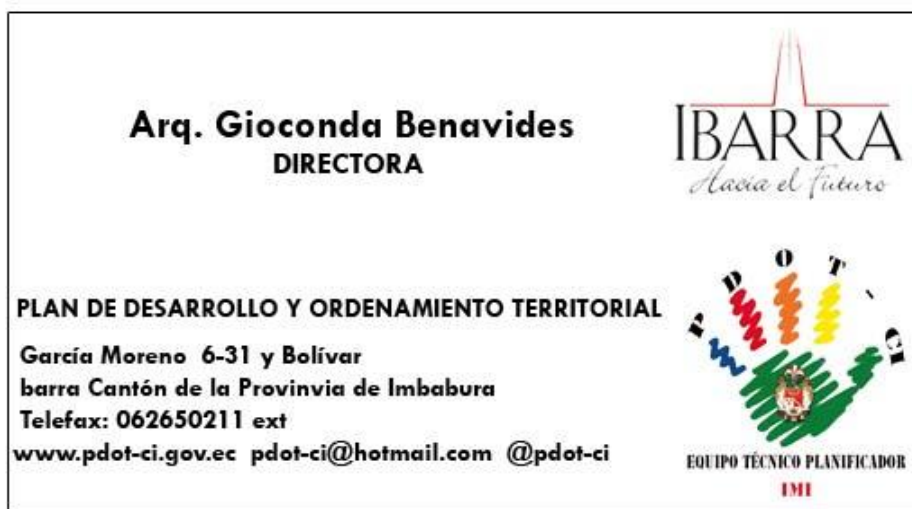 Arq. Gioconda Benavides
DIRECTORA
IBARRA
Hacia el Futuro
PLAN DE DESARROLLO Y ORDENAMIENTO TERRITORIAL
García Moreno 6-31 y Bolívar
barra Cantón de la Provinvia de Imbabura
Telefax: 062650211 ext
www.pdot-ci.gov.ec pdot-ci@hotmail.com @pdot-ci
PDOT-CI
EQUIPO TÉCNICO PLANIFICADOR
IMI